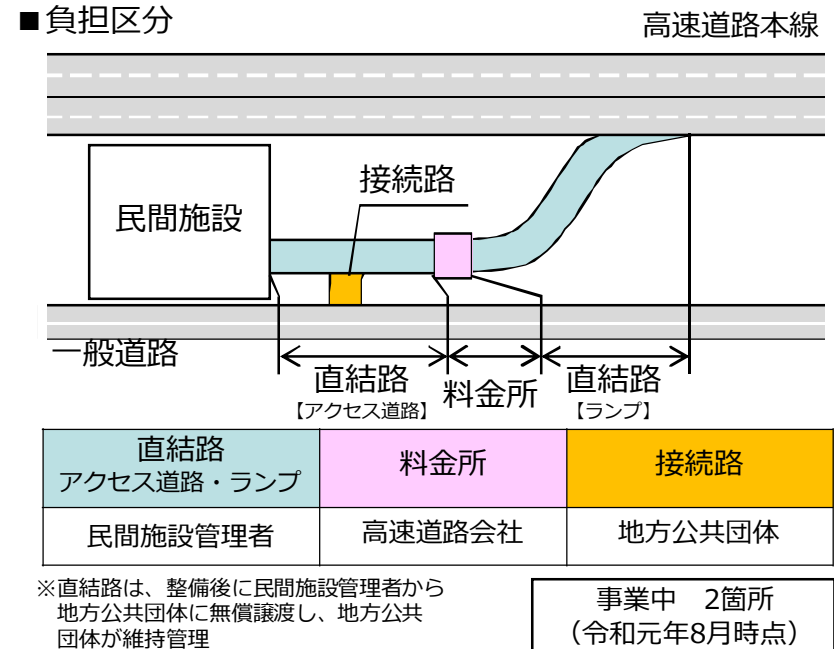 ■負担区分
高速道路本線
接続路
民間施設
一般道路
直結路
【アクセス道路】
料金所
直結路
【ランプ】
直結路
アクセス道路・ランプ
料金所
接続路
民間施設管理者
高速道路会社
地方公共団体
※直結路は、整備後に民間施設管理者から
地方公共団体に無償譲渡し、地方公共
団体が維持管理
事業中　2箇所
（令和元年8月時点）